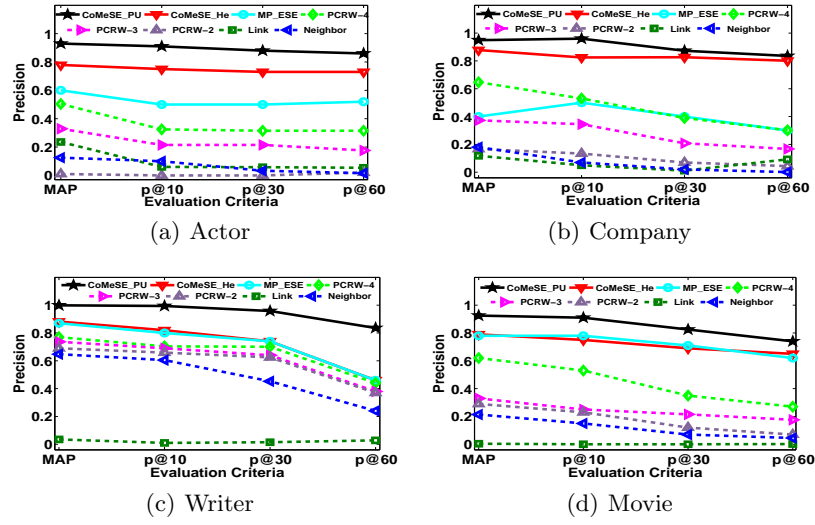 CoMeSE_PU CoMeSE_He MP_ESE PCRW-4
PCRW-3 PCRW-2 Link Neighbor
1
0.8
0.6
0.4
0.2
0
Precision
MAP p@10 p@30 p@60
Evaluation Criteria
(a) Actor
CoMeSE_PU CoMeSE_He MP_ESE PCRW-4
PCRW-3 PCRW-2 Link Neighbor
1
0.8
0.6
0.4
0.2
0
Precision
MAP p@10 p@30 p@60
Evaluation Criteria
(b) Company
CoMeSE_PU CoMeSE_He MP_ESE PCRW-4
PCRW-3 PCRW-2 Link Neighbor
1
0.8
0.6
0.4
0.2
0
Precision
MAP p@10 p@30 p@60
Evaluation Criteria
(c) Writer
CoMeSE_PU CoMeSE_He MP_ESE PCRW-4
PCRW-3 PCRW-2 Link Neighbor
1
0.8
0.6
0.4
0.2
0
Precision
MAP p@10 p@30 p@60
Evaluation Criteria
(d) Movie